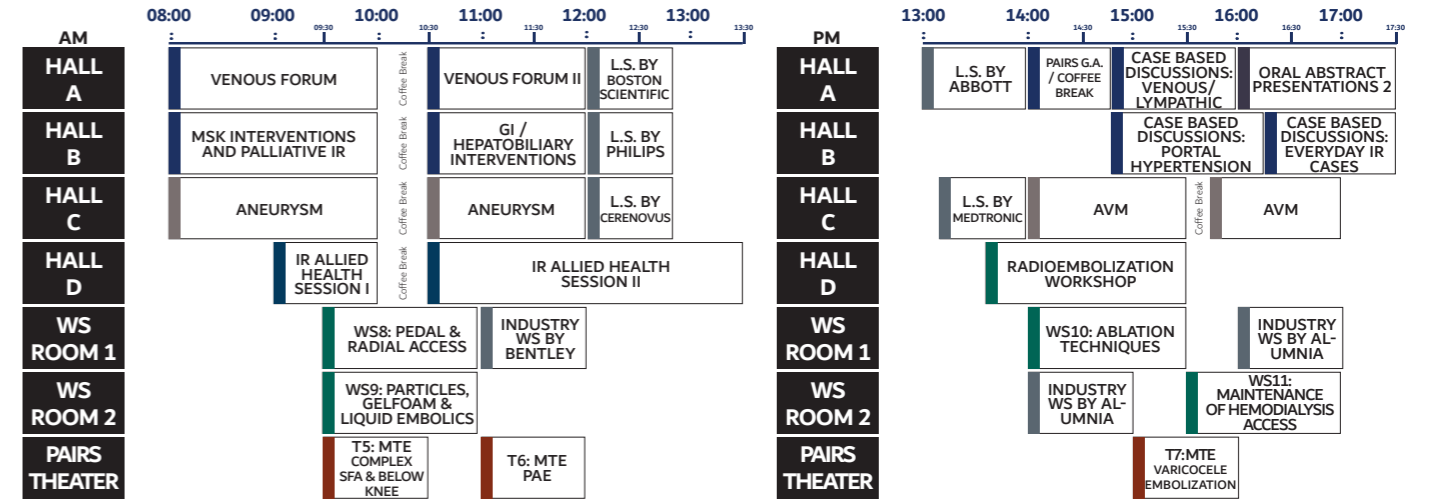 08:00 09:00 10:00 11:00 12:00 13:00
09:30 10:30 11:30 12:30 13:30
AM
HALL
A
VENOUS FORUM
Coffee Break
VENOUS FORUM II
L.S. BY
BOSTON
SCIENTIFIC
HALL
B
MSK INTERVENTIONS
AND PALLIATIVE IR
Coffee Break
GI /
HEPATOBILIARY
INTERVENTIONS
L.S. BY
PHILIPS
HALL
C
ANEURYSM
Coffee Break
ANEURYSM
L.S. BY
CERENOVUS
HALL
D
IR ALLIED
HEALTH
SESSION I
Coffee Break
IR ALLIED HEALTH
SESSION II
WS
ROOM 1
WS8: PEDAL &
RADIAL ACCESS
INDUSTRY
WS BY
BENTLEY
WS
ROOM 2
WS9: PARTICLES,
GELFOAM &
LIQUID EMBOLICS
PAIRS
THEATER
T5: MTE
COMPLEX
SFA & BELOW
KNEE
T6: MTE
PAE
13:00 14:00 15:00 16:00 17:00
14:30 15:30 16:30 17:30
PM
HALL
A
L.S. BY
ABBOTT
PAIRS G.A.
/ COFFEE
BREAK
CASE BASED
DISCUSSIONS:
VENOUS/
LYMPHATIC
ORAL ABSTRACT
PRESENTATIONS 2
HALL
B
CASE BASED
DISCUSSIONS:
PORTAL
HYPERTENSION
CASE BASED
DISCUSSIONS:
EVERYDAY IR
CASES
HALL
C
L.S. BY
MEDTRONIC
AVM
Coffee Break
AVM
HALL
D
RADIOEMBOLIZATION
WORKSHOP
WS
ROOM 1
WS10: ABLATION
TECHNIQUES
INDUSTRY
WS BY AL-
UMNIA
WS
ROOM 2
INDUSTRY
WS BY AL-
UMNIA
WS11:
MAINTENANCE
OF HEMODIALYSIS
ACCESS
PAIRS
THEATER
T7:MTE
VARICOCELE
EMBOLIZATION